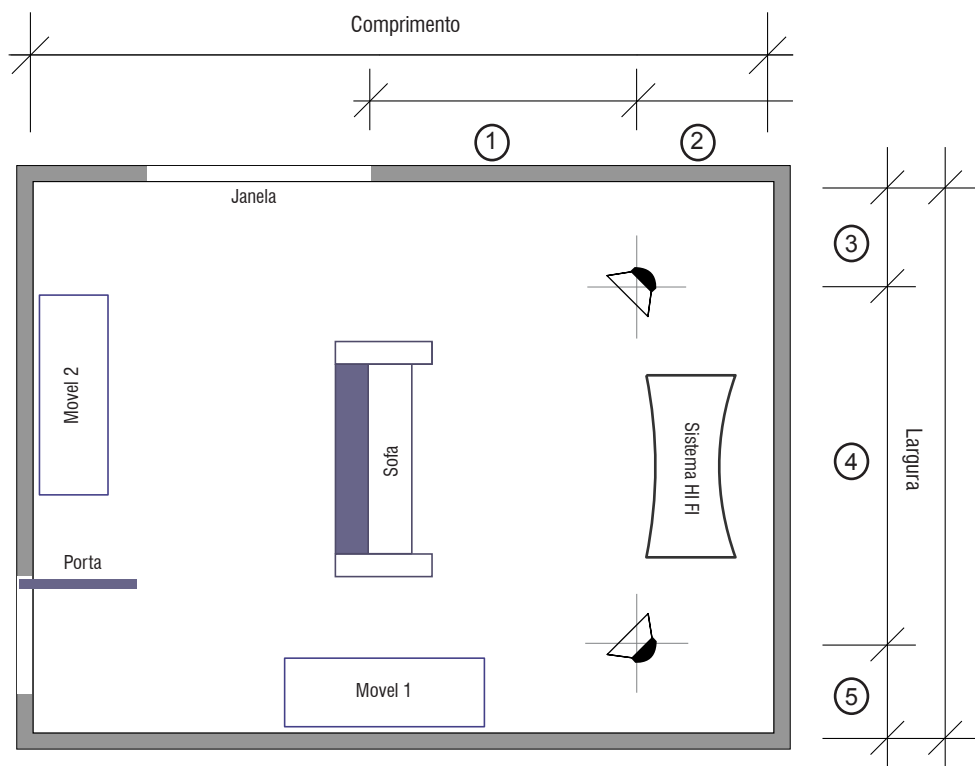 Comprimento
1
2
Janela
3
Movel 2
Sofa
Sistema HI FI
4
Largura
Porta
Movel 1
5